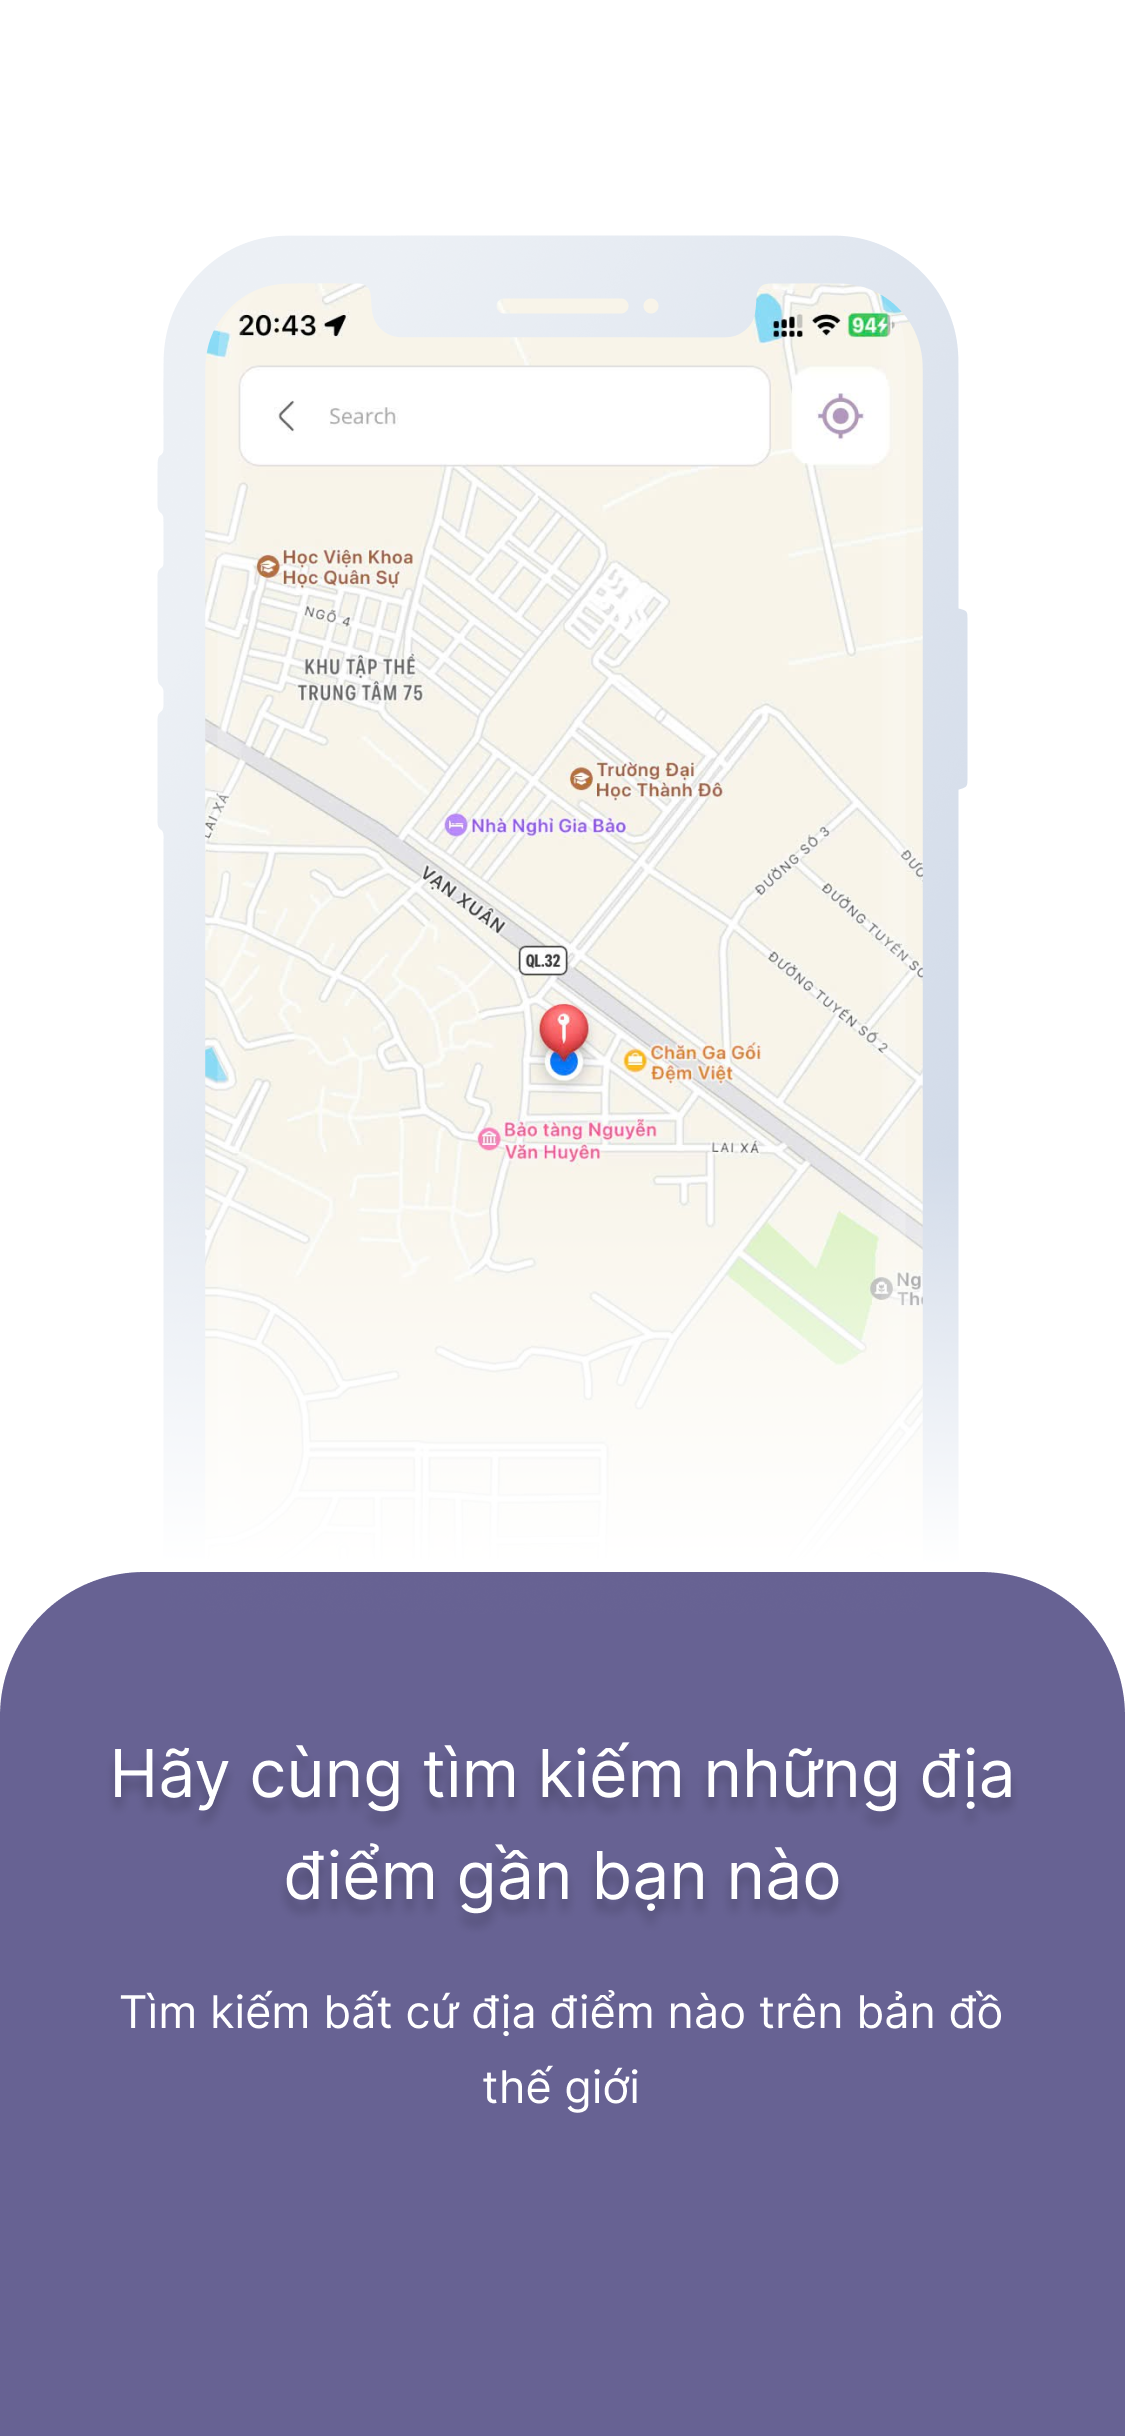 20:43
94
Search
Học Viện Khoa
Học Quân Sự
NGÕ 4
KHU TẬP THỂ
TRUNG TÂM 75
Trường Đại
Học Thành Đô
LAI XÁ
Nhà Nghỉ Gia Bảo
ĐƯỜNG SỐ 3
VẠN XUÂN
ĐƯỜNG TUYẾN SỐ
QL.32
ĐƯỜNG TUYẾN SỐ 2
Chăn Ga Gối
Đệm Việt
Bảo tàng Nguyễn
Văn Huyên
LAI XÁ
Hãy cùng tìm kiếm những địa
điểm gần bạn nào
Tìm kiếm bất cứ địa điểm nào trên bản đồ
thế giới